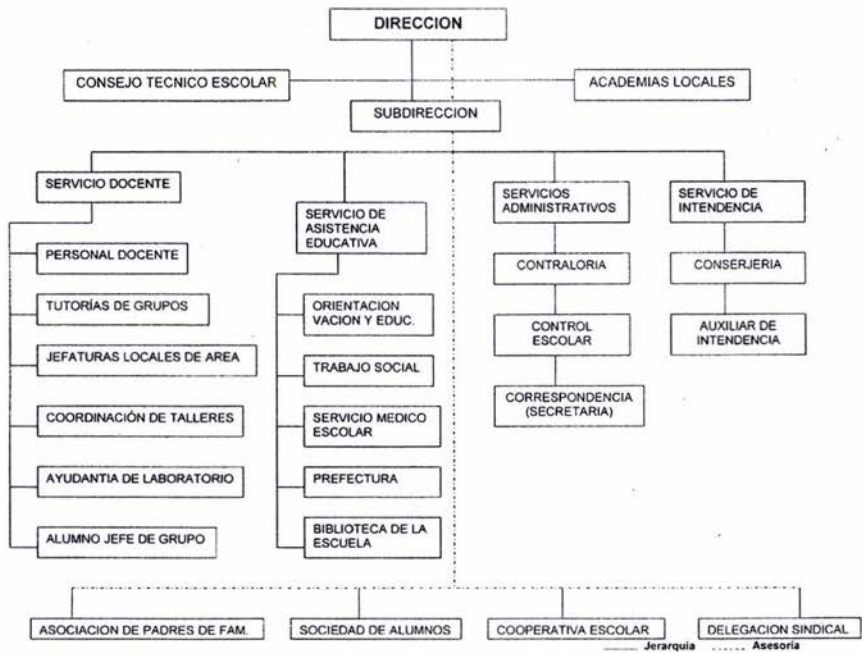 DIRECCION
CONSEJO TECNICO ESCOLAR
ACADEMIAS LOCALES
SUBDIRECCION
SERVICIO DOCENTE
PERSONAL DOCENTE
TUTORÍAS DE GRUPOS
JEFATURAS LOCALES DE AREA
COORDINACIÓN DE TALLERES
AYUDANTIA DE LABORATORIO
ALUMNO JEFE DE GRUPO
SERVICIO DE
ASISTENCIA
EDUCATIVA
ORIENTACION
VACION Y EDUC.
TRABAJO SOCIAL
SERVICIO MEDICO
ESCOLAR
PREFECTURA
BIBLIOTECA DE LA
ESCUELA
SERVICIOS
ADMINISTRATIVOS
CONTRALORIA
CONTROL
ESCOLAR
CORRESPONDENCIA
(SECRETARIA)
SERVICIO DE
INTENDENCIA
CONSERJERIA
AUXILIAR DE
INTENDENCIA
ASOCIACION DE PADRES DE FAM.
SOCIEDAD DE ALUMNOS
COOPERATIVA ESCOLAR
DELEGACION SINDICAL
Jerarquia
Asesoría